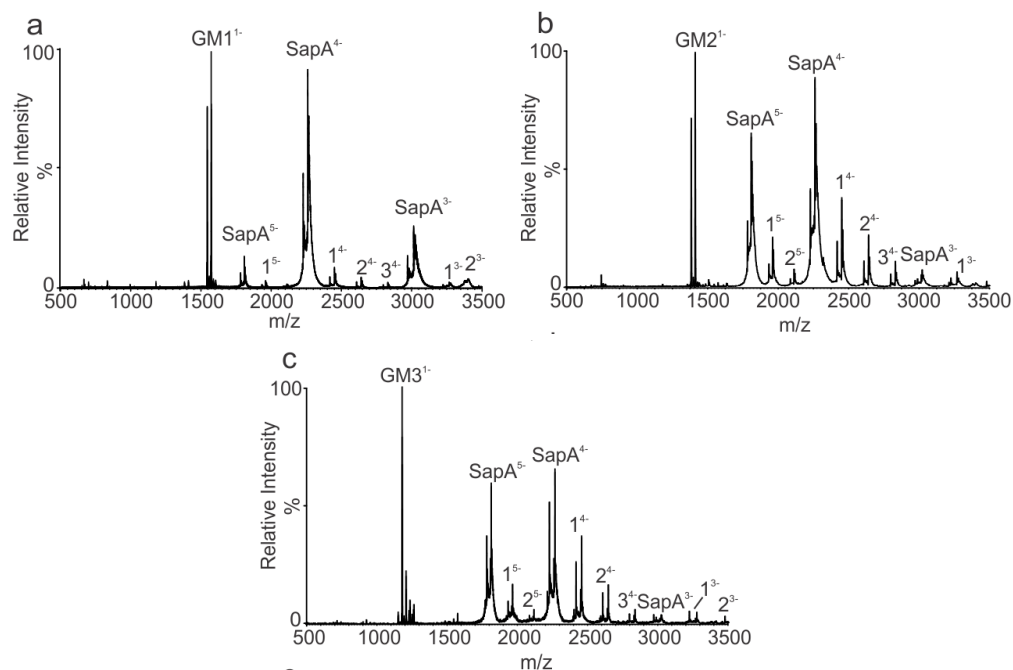 a
GM1¹⁻
SapA⁴⁻
100
Relative Intensity
%
SapA⁵⁻
SapA³⁻
1⁵⁻
1⁴⁻
2⁴⁻
3⁴⁻
1³⁻
2³⁻
0
500 1000 1500 2000 2500 3000 3500
m/z
b
GM2¹⁻
SapA⁴⁻
100
Relative Intensity
%
SapA⁵⁻
1⁴⁻
1⁵⁻
2⁴⁻
2⁵⁻
3⁴⁻
SapA³⁻
1³⁻
0
500 1000 1500 2000 2500 3000 3500
m/z
c
GM3¹⁻
100
Relative Intensity
%
SapA⁵⁻
SapA⁴⁻
1⁴⁻
1⁵⁻
2⁵⁻
2⁴⁻
3⁴⁻
SapA³⁻
1³⁻
2³⁻
0
500 1000 1500 2000 2500 3000 3500
m/z